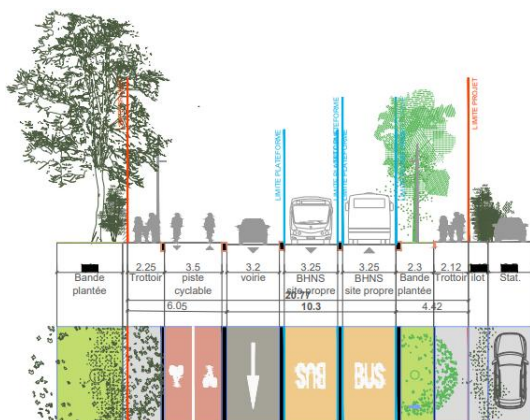 LIMITE PLATEFORME
LIMITE PLATEFORME
LIMITE PROJET
2.25
3.5
3.2
3.25
3.25
2.3
2.12
Bande
plantée
Trottoir
piste
cyclable
voirie
BHNS
site propre
BHNS
site propre
Bande
plantée
Trottoir
ilot
Stat.
6.05
10.3
4.42
BUS
BUS